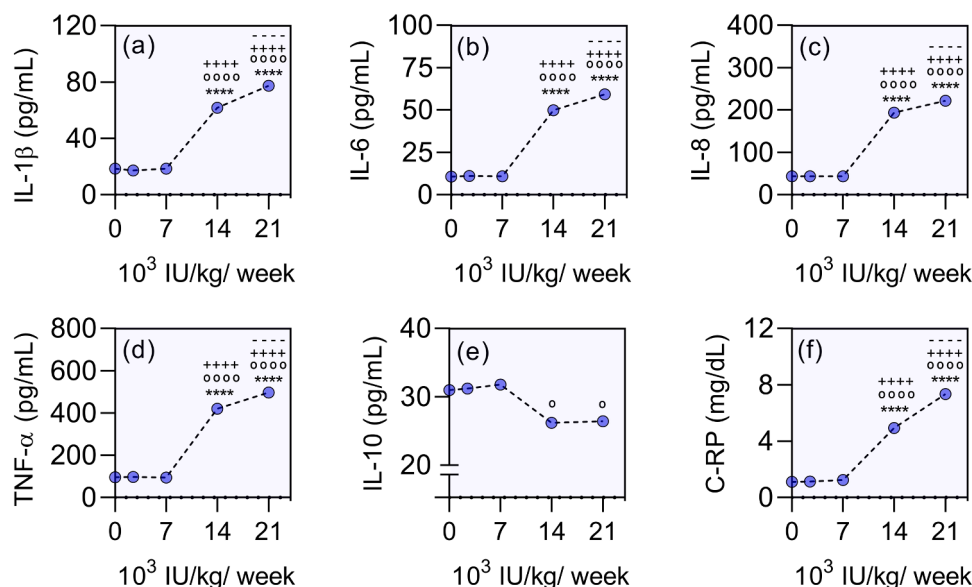 120
80
40
0
IL-1β (pg/mL)
(a)
++++
oooo
****
----
++++
oooo
****
0 7 14 21
10³ IU/kg/ week
100
75
50
25
0
IL-6 (pg/mL)
(b)
++++
oooo
****
----
++++
oooo
****
0 7 14 21
10³ IU/kg/ week
400
300
200
100
0
IL-8 (pg/mL)
(c)
++++
oooo
****
----
++++
oooo
****
0 7 14 21
10³ IU/kg/ week
800
600
400
200
0
TNF-α (pg/mL)
(d)
++++
oooo
****
----
++++
oooo
****
0 7 14 21
10³ IU/kg/ week
40
30
20
IL-10 (pg/mL)
(e)
o o
0 7 14 21
10³ IU/kg/ week
12
8
4
0
C-RP (mg/dL)
(f)
++++
oooo
****
----
++++
oooo
****
0 7 14 21
10³ IU/kg/ week